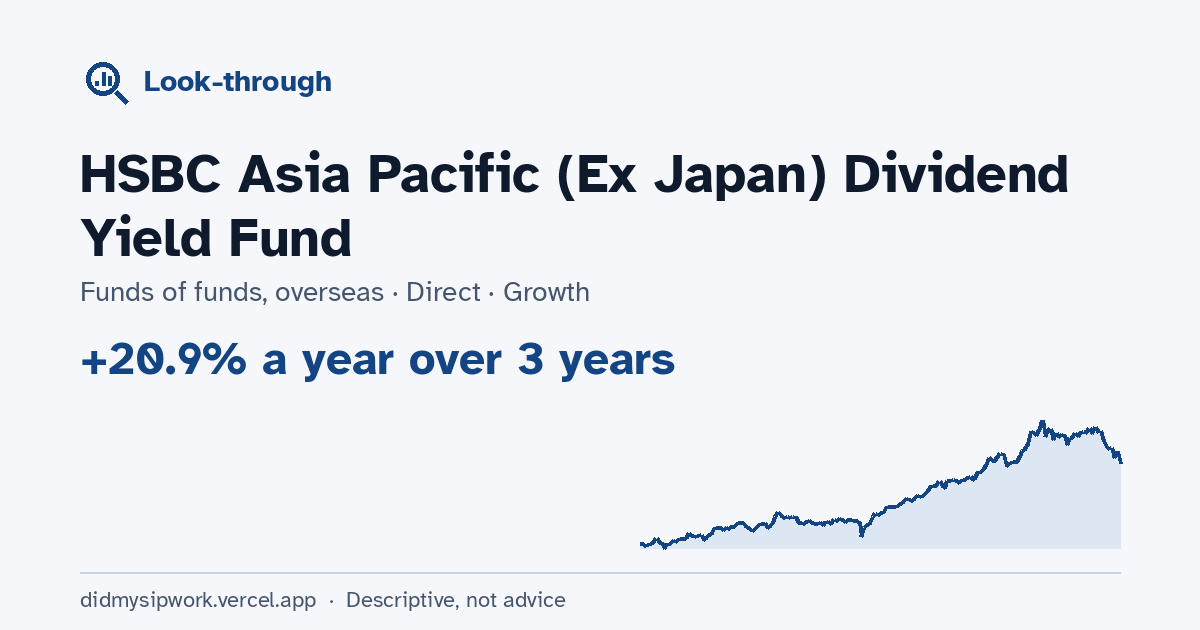 Look-through
HSBC Asia Pacific (Ex Japan) Dividend
Yield Fund
Funds of funds, overseas · Direct · Growth
+20.9% a year over 3 years
didmysipwork.vercel.app · Descriptive, not advice